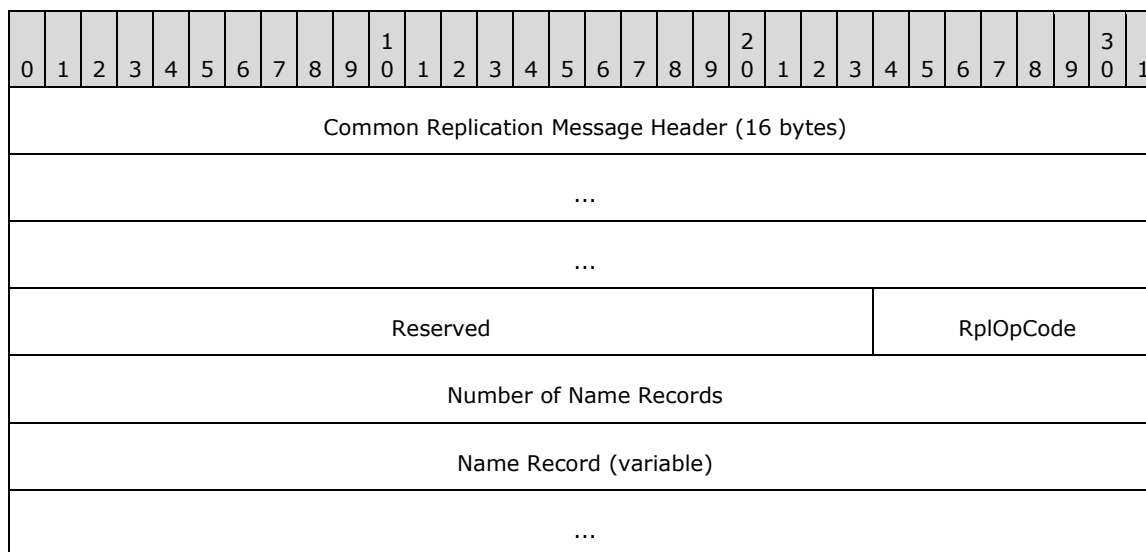 1 2 3
0 1 2 3 4 5 6 7 8 9 0 1 2 3 4 5 6 7 8 9 0 1 2 3 4 5 6 7 8 9 0 1
Common Replication Message Header (16 bytes)
...
...
Reserved RplOpCode
Number of Name Records
Name Record (variable)
...